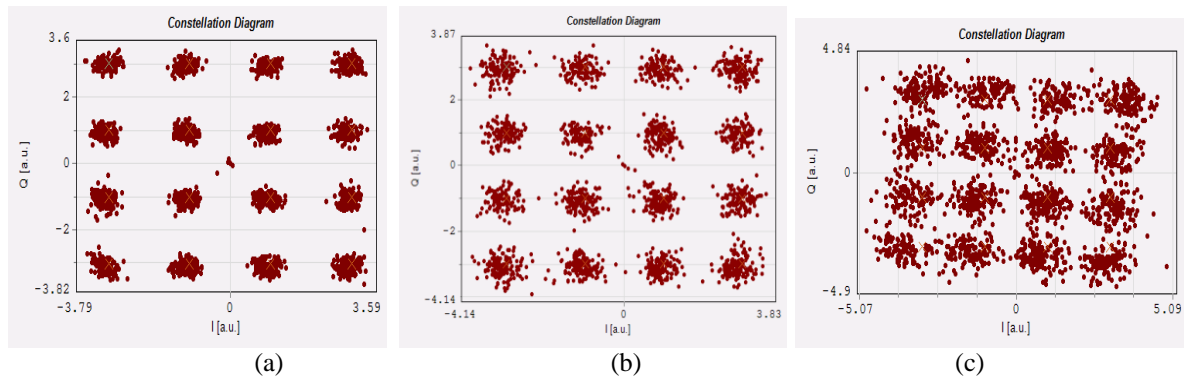 Constellation Diagram
3.6
2
0
-2
-3.82
Q [a.u.]
-3.79
0
3.59
I [a.u.]
(a)
Constellation Diagram
3.87
2
0
-2
-4.14
Q [a.u.]
-4.14
0
3.83
I [a.u.]
(b)
Constellation Diagram
4.84
0
-4.9
Q [a.u.]
-5.07
0
5.09
I [a.u.]
(c)